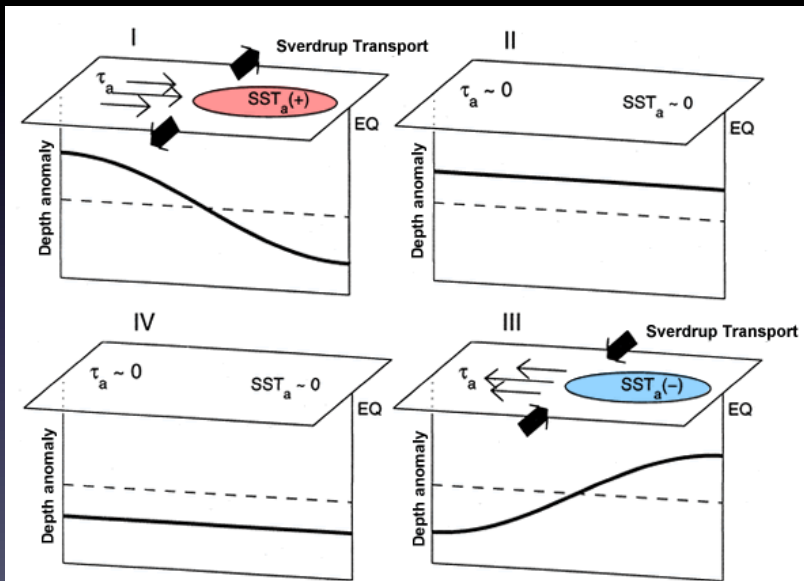 I
Sverdrup Transport
τa
SSTa(+)
EQ
Depth anomaly
II
τa ~ 0
SSTa ~ 0
EQ
Depth anomaly
IV
τa ~ 0
SSTa ~ 0
EQ
Depth anomaly
III
Sverdrup Transport
τa
SSTa(–)
EQ
Depth anomaly